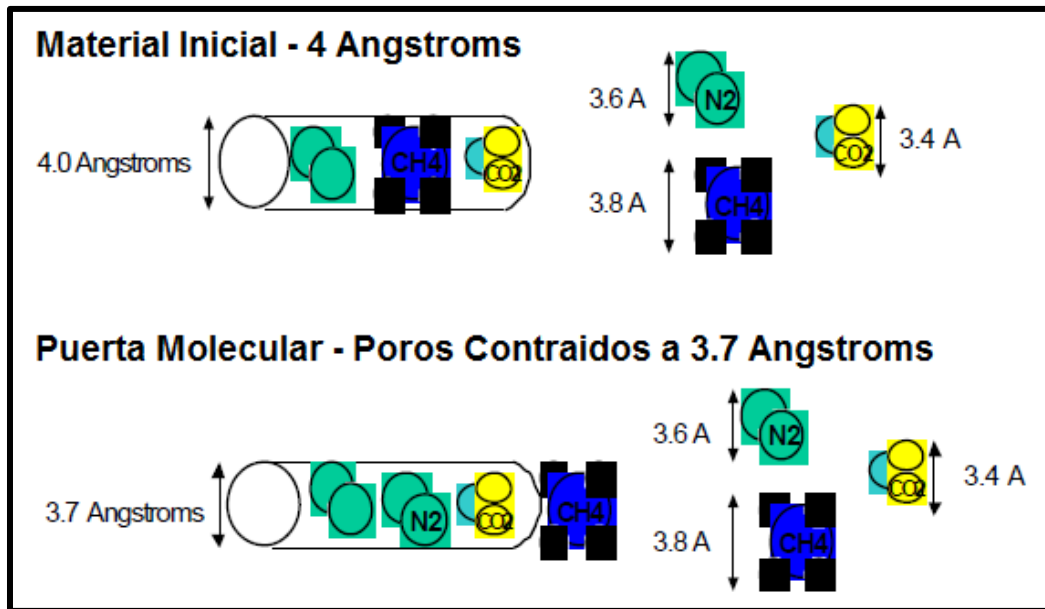 Material Inicial - 4 Angstroms
3.6 A
N2
4.0 Angstroms
CH4
CO2
CO2
3.4 A
3.8 A
CH4
Puerta Molecular - Poros Contraidos a 3.7 Angstroms
3.6 A
N2
3.7 Angstroms
N2
CO2
CH4
CO2
3.4 A
3.8 A
CH4